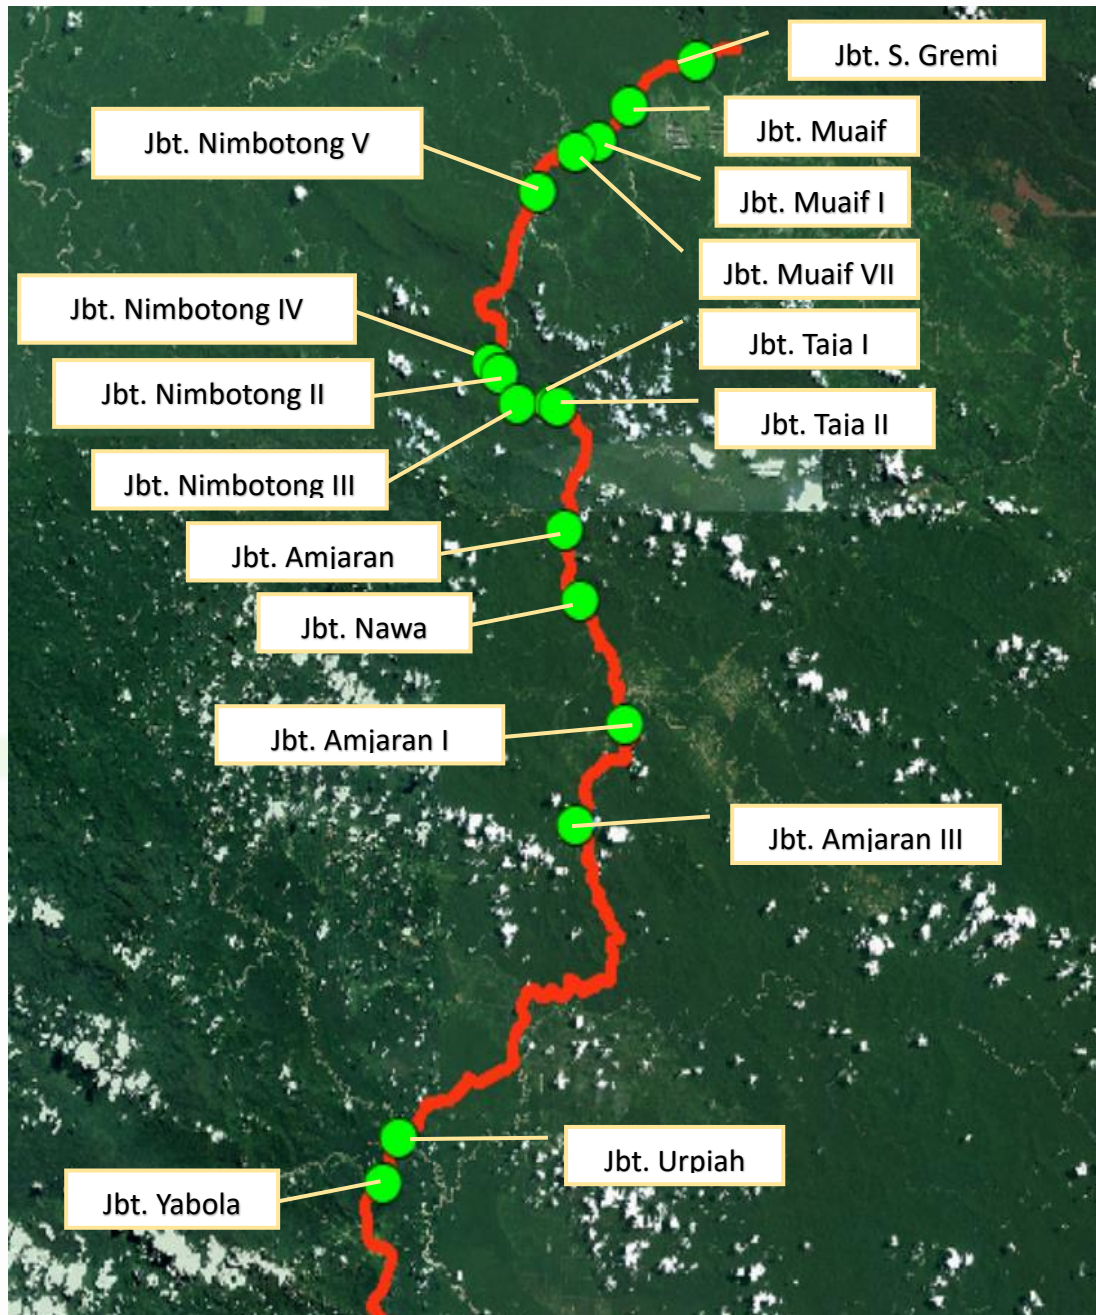 Jbt. S. Gremi
Jbt. Muaif
Jbt. Nimbotong V
Jbt. Muaif I
Jbt. Muaif VII
Jbt. Nimbotong IV
Jbt. Taja I
Jbt. Nimbotong II
Jbt. Taja II
Jbt. Nimbotong III
Jbt. Amjaran
Jbt. Nawa
Jbt. Amjaran I
Jbt. Amjaran III
Jbt. Urpiah
Jbt. Yabola